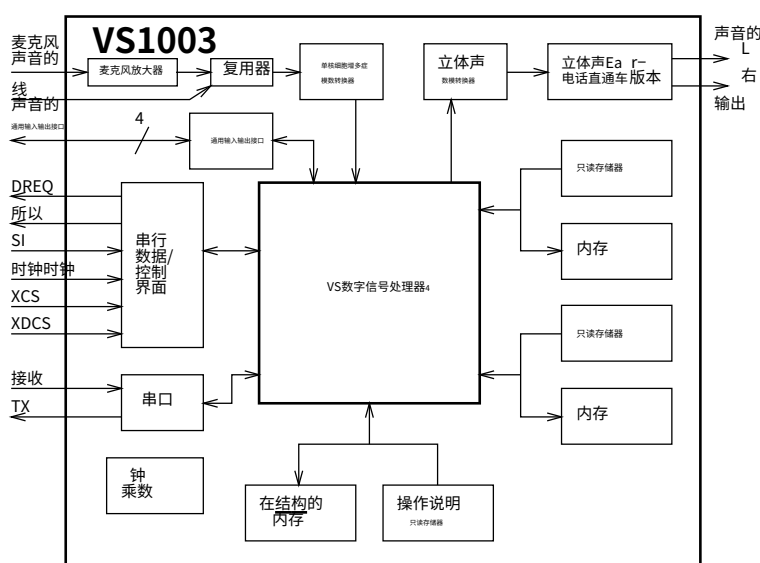 VS1003
麦克风
声音的
麦克风放大器
复用器
单核细胞增多症
模数转换器
立体声
数模转换器
立体声Ea r–
电话直通车版本
声音的
L
右
输出
线
声音的
通用输入输出接口
4
通用输入输出接口
DREQ
所以
SI
时钟时钟
XCS
XDCS
串行
数据/
控制
界面
VS数字信号处理器4
只读存储器
内存
只读存储器
内存
接收
TX
串口
钟
乘数
在结构的
内存
操作说明
只读存储器